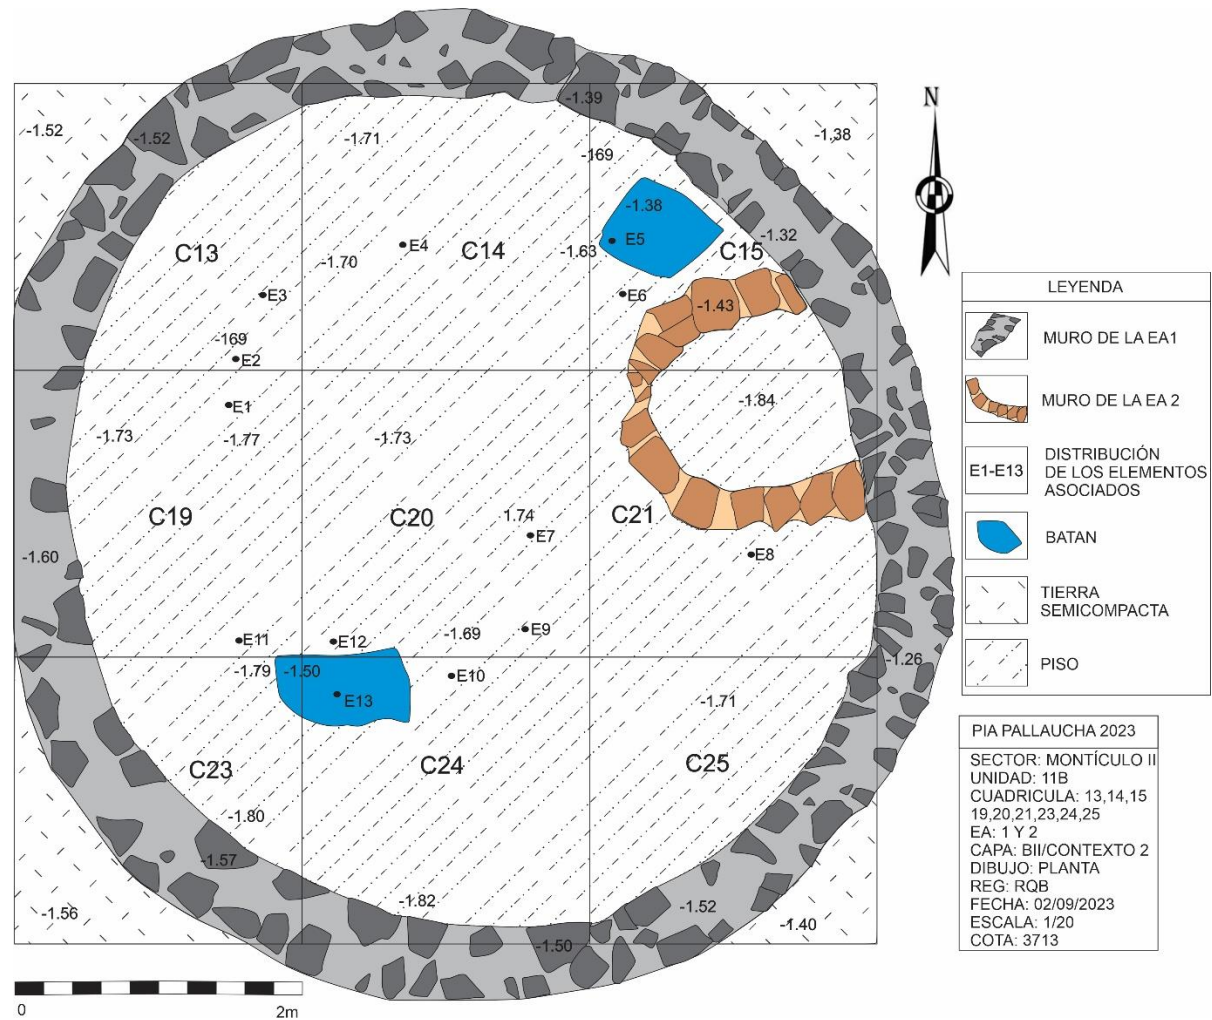 -1.39
-1.52
-1.52
-1.71
-1.38
-169
-1.38
E5
-1.32
C13
E4
C14
-1.63
C15
-1.70
E3
E6
-1.43
-169
E2
E1
-1.84
-1.73
-1.77
-1.73
C19
C20
1.74
C21
E7
E8
-1.60
E11
E12
-1.69
E9
-1.26
-1.79
-1.50
E10
E13
-1.71
C23
C24
C25
-1.80
-1.57
-1.82
-1.52
-1.56
-1.40
-1.50
0
2m
N
LEYENDA
MURO DE LA EA1
MURO DE LA EA 2
E1-E13
DISTRIBUCIÓN
DE LOS ELEMENTOS
ASOCIADOS
BATAN
TIERRA
SEMICOMPACTA
PISO
PIA PALLAUCHA 2023
SECTOR: MONTÍCULO II
UNIDAD: 11B
CUADRICULA: 13,14,15
19,20,21,23,24,25
EA: 1 Y 2
CAPA: BII/CONTEXTO 2
DIBUJO: PLANTA
REG: RQB
FECHA: 02/09/2023
ESCALA: 1/20
COTA: 3713